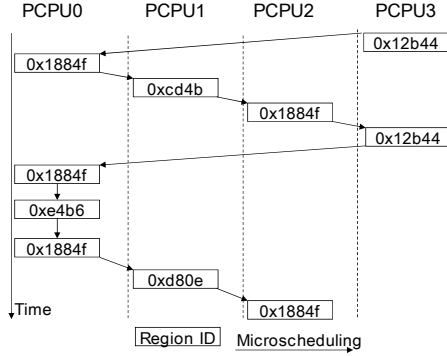 PCPU0 PCPU1 PCPU2 PCPU3
0x12b44
0x1884f
0xcd4b
0x1884f
0x12b44
0x1884f
0xe4b6
0x1884f
0xd80e
0x1884f
Time
Region ID Microscheduling